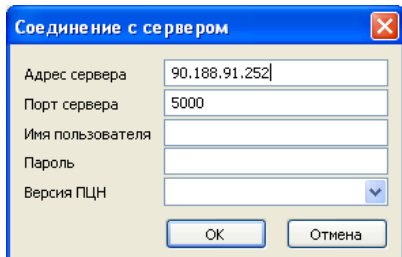 Соединение с сервером
Адрес сервера 90.188.91.252
Порт сервера 5000
Имя пользователя
Пароль
Версия ПЦН
OK Отмена